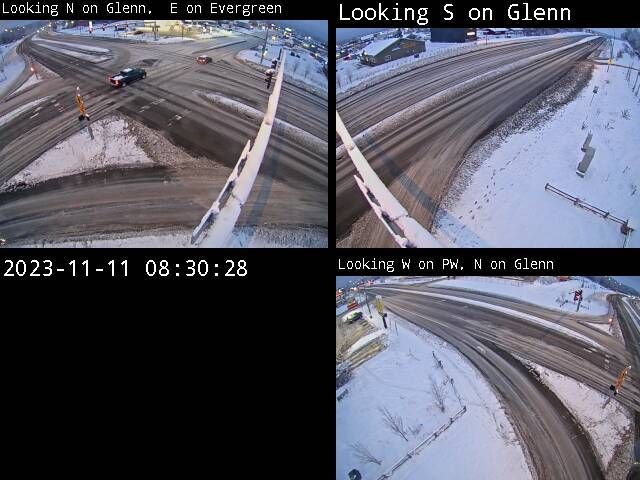 Looking N on Glenn,  E on Evergreen
Looking S on Glenn
2023-11-11 08:30:28
Looking W on PW, N on Glenn